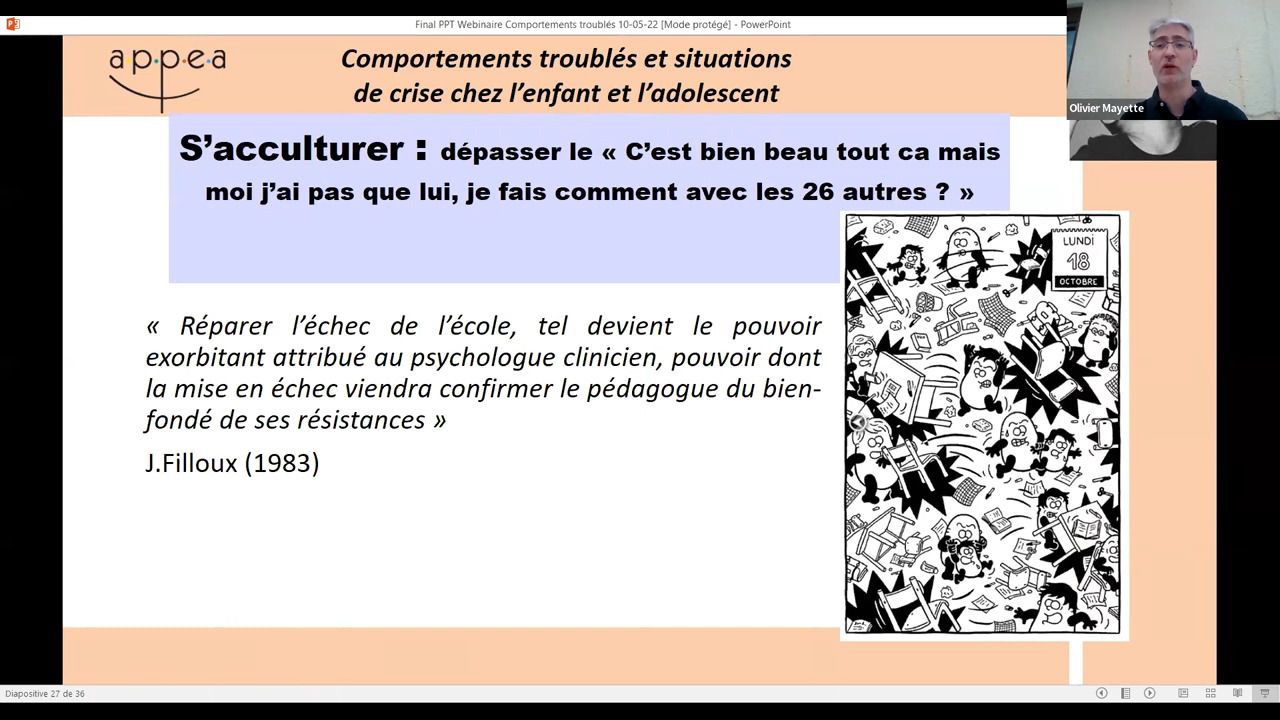 Final PPT Webinaire Comportements troublés 10-05-22 [Mode protégé] - PowerPoint
appea
Comportements troublés et situations
de crise chez l’enfant et l’adolescent
Olivier Mayette
S’acculturer : dépasser le « C’est bien beau tout ca mais
moi j’ai pas que lui, je fais comment avec les 26 autres ? »
LUNDi
18
OCTOBRE
« Réparer l’échec de l’école, tel devient le pouvoir
exorbitant attribué au psychologue clinicien, pouvoir dont
la mise en échec viendra confirmer le pédagogue du bien-
fondé de ses résistances »
J.Filloux (1983)
Diapositive 27 de 36